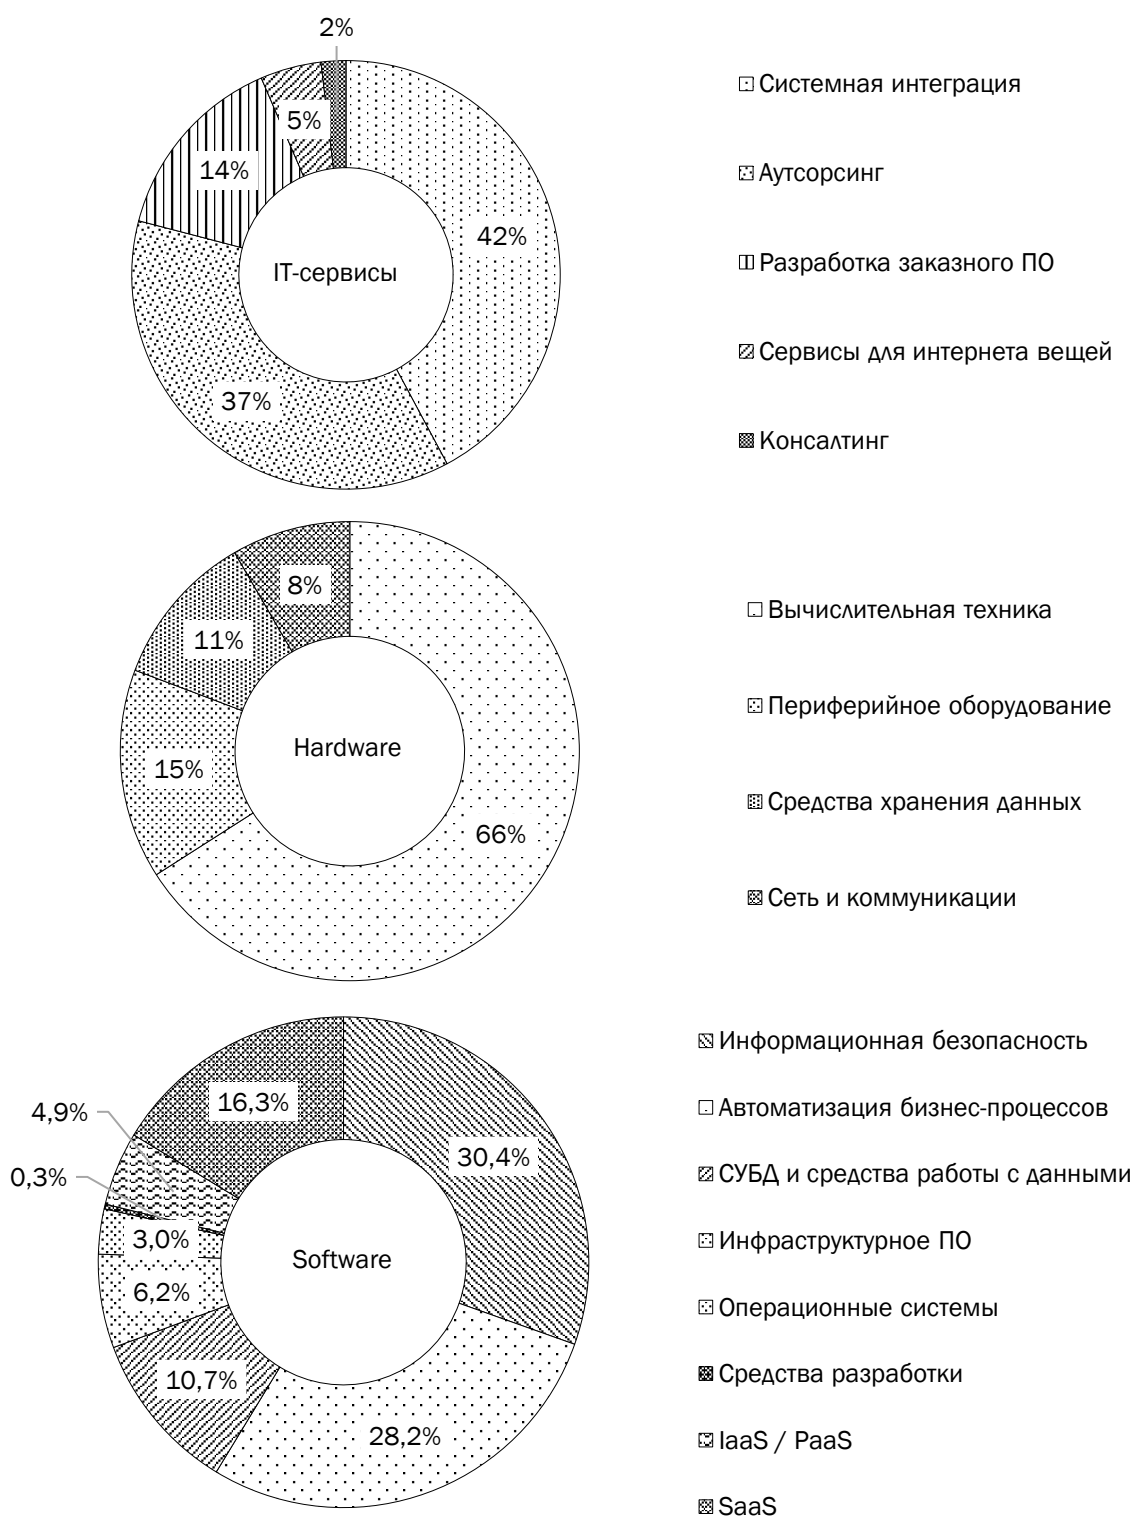 2%
5%
14%
42%
37%
IT-сервисы
Системная интеграция
Аутсорсинг
Разработка заказного ПО
Сервисы для интернета вещей
Консалтинг
8%
11%
15%
66%
Hardware
Вычислительная техника
Периферийное оборудование
Средства хранения данных
Сеть и коммуникации
16,3%
4,9%
0,3%
3,0%
6,2%
10,7%
28,2%
30,4%
Software
Информационная безопасность
Автоматизация бизнес-процессов
СУБД и средства работы с данными
Инфраструктурное ПО
Операционные системы
Средства разработки
IaaS / PaaS
SaaS